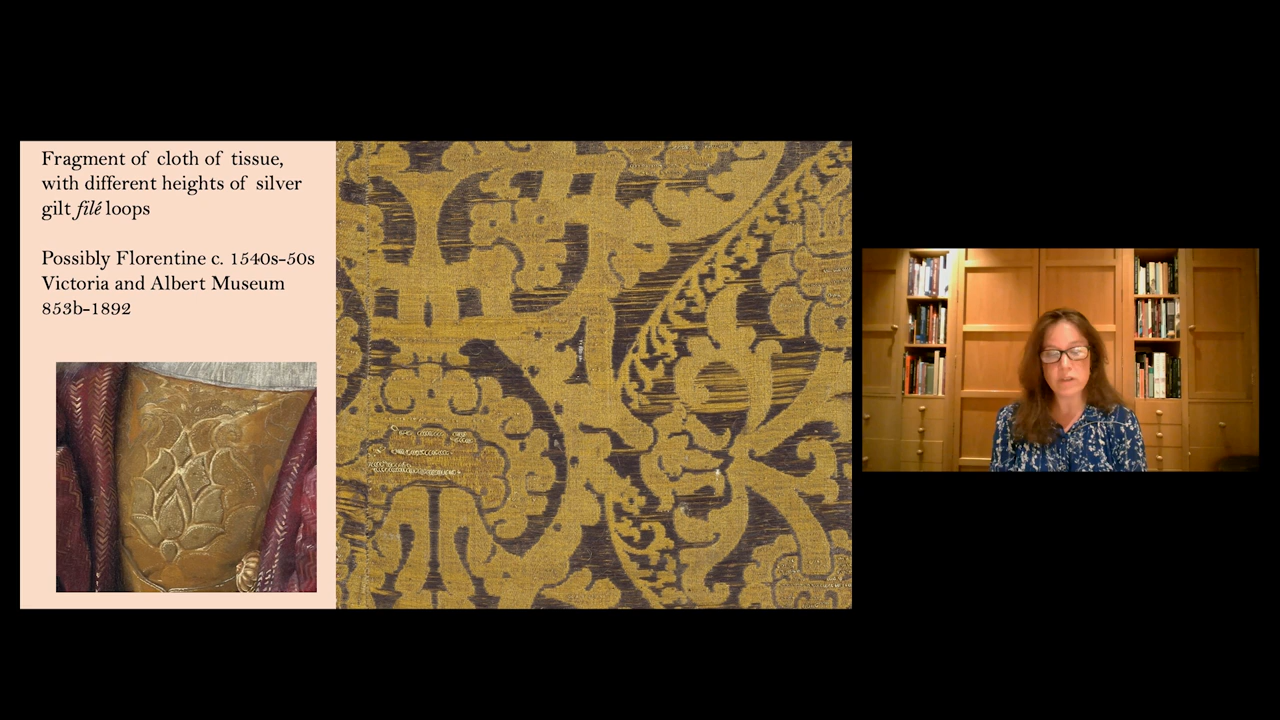 Fragment of cloth of tissue,
with different heights of silver
gilt filé loops
Possibly Florentine c. 1540s-50s
Victoria and Albert Museum
853b-1892